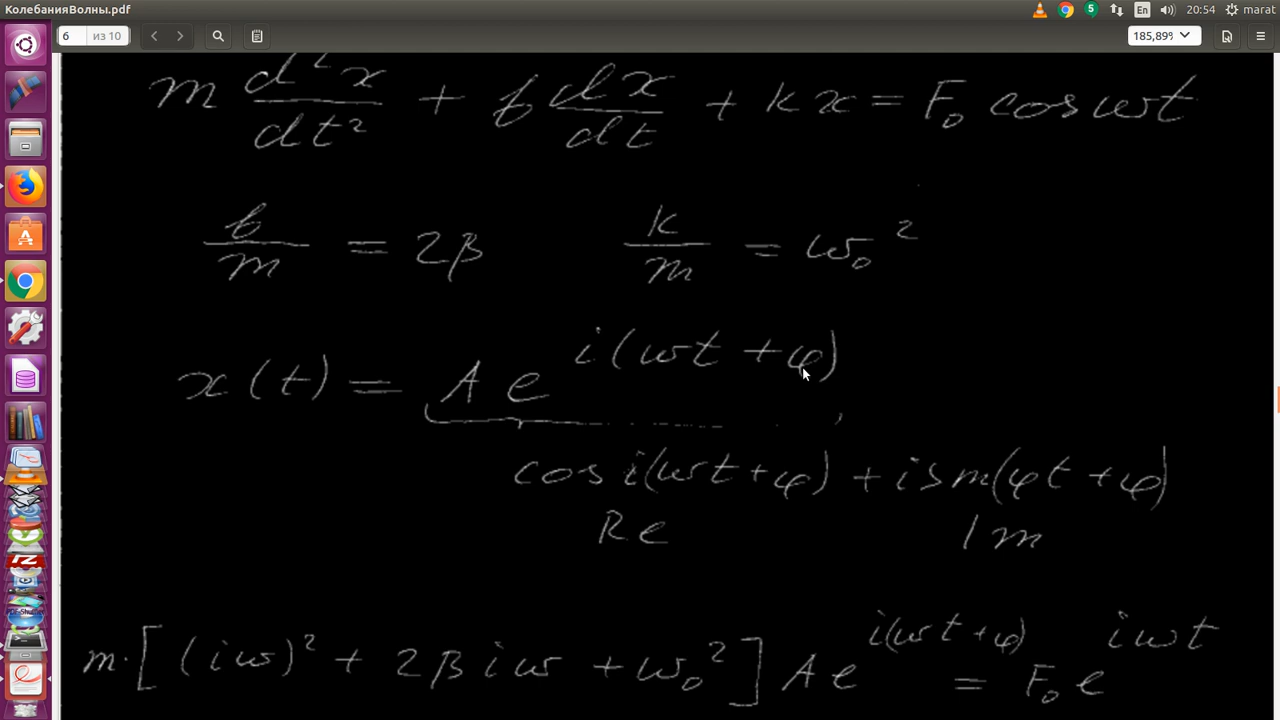 КолебанияВолны.pdf
En 20:54 marat
6 из 10 185,89%
m d²x/dt² + b dx/dt + kx = F₀ cos ωt
b/m = 2β k/m = ω₀²
x(t) = A e^{i(ωt + φ)}
cos i(ωt + φ) + i sin(φt + φ)
Re Im
m·[(iω)² + 2βiω + ω₀²] A e^{i(ωt + φ)} = F₀ e^{iωt}